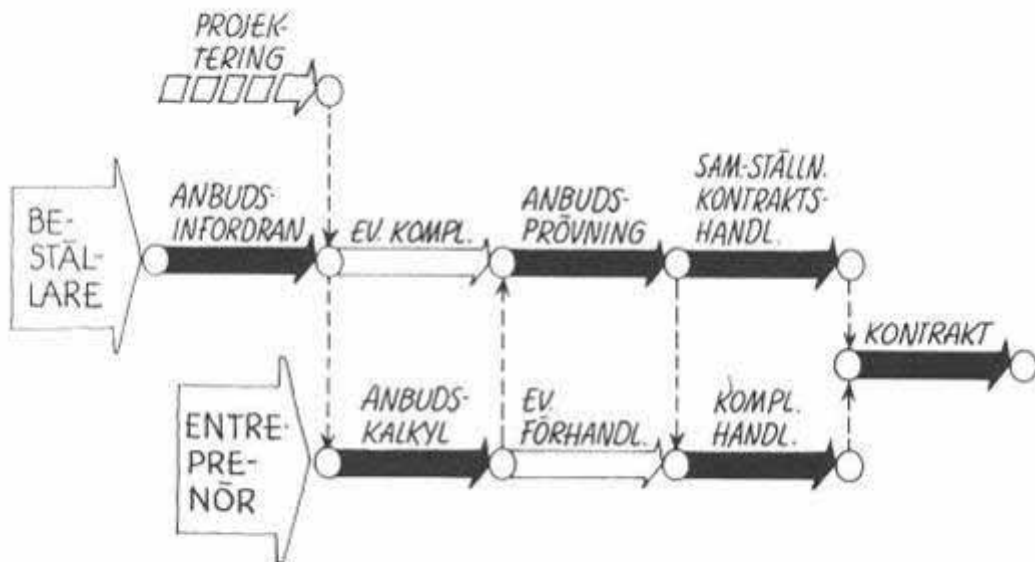 PROJEK-
TERING
BE-
STÄL-
LARE
ANBUDS-
INFORDRAN
EV. KOMPL.
ANBUDS-
PRÖVNING
SAM-STÄLLN.
KONTRAKTS-
HANDL.
KONTRAKT
ENTRE-
PRE-
NÖR
ANBUDS-
KALKYL
EV.
FÖRHANDL.
KOMPL.
HANDL.